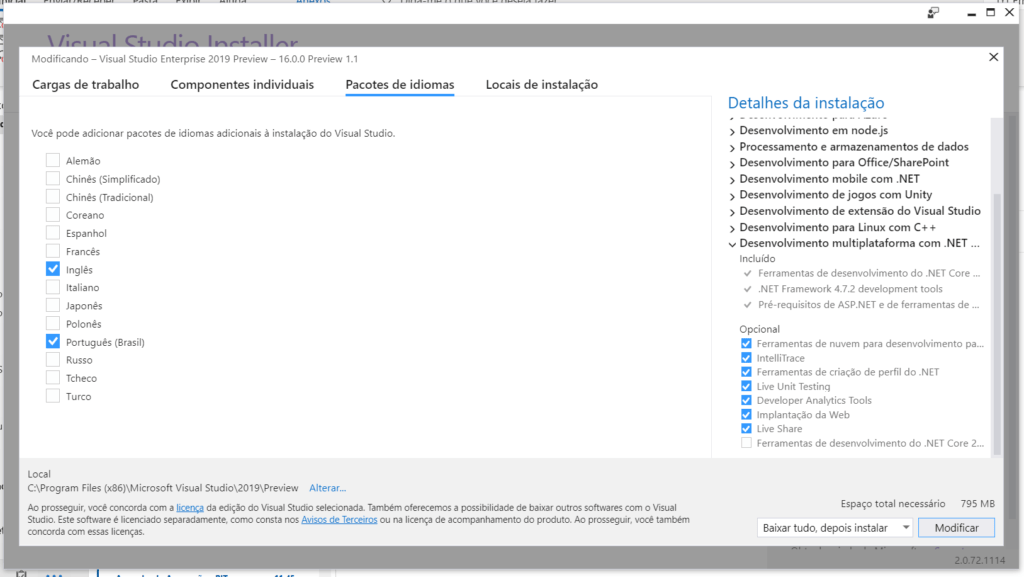 Visual Studio Installer
Modificando – Visual Studio Enterprise 2019 Preview – 16.0.0 Preview 1.1
Cargas de trabalho
Componentes individuais
Pacotes de idiomas
Locais de instalação
Você pode adicionar pacotes de idiomas adicionais à instalação do Visual Studio.
Alemão
Chinês (Simplificado)
Chinês (Tradicional)
Coreano
Espanhol
Francês
Inglês
Italiano
Japonês
Polonês
Português (Brasil)
Russo
Tcheco
Turco
Detalhes da instalação
Desenvolvimento em node.js
Processamento e armazenamentos de dados
Desenvolvimento para Office/SharePoint
Desenvolvimento mobile com .NET
Desenvolvimento de jogos com Unity
Desenvolvimento de extensão do Visual Studio
Desenvolvimento para Linux com C++
Desenvolvimento multiplataforma com .NET ...
Incluído
Ferramentas de desenvolvimento do .NET Core ...
.NET Framework 4.7.2 development tools
Pré-requisitos de ASP.NET e de ferramentas de ...
Opcional
Ferramentas de nuvem para desenvolvimento pa...
IntelliTrace
Ferramentas de criação de perfil do .NET
Live Unit Testing
Developer Analytics Tools
Implantação da Web
Live Share
Ferramentas de desenvolvimento do .NET Core 2...
Local
C:\Program Files (x86)\Microsoft Visual Studio\2019\Preview Alterar...
Ao prosseguir, você concorda com a licença da edição do Visual Studio selecionada. Também oferecemos a possibilidade de baixar outros softwares com o Visual
Studio. Este software é licenciado separadamente, como consta nos Avisos de Terceiros ou na licença de acompanhamento do produto. Ao prosseguir, você também
concorda com essas licenças.
Espaço total necessário 795 MB
Baixar tudo, depois instalar
Modificar
2.0.72.1114